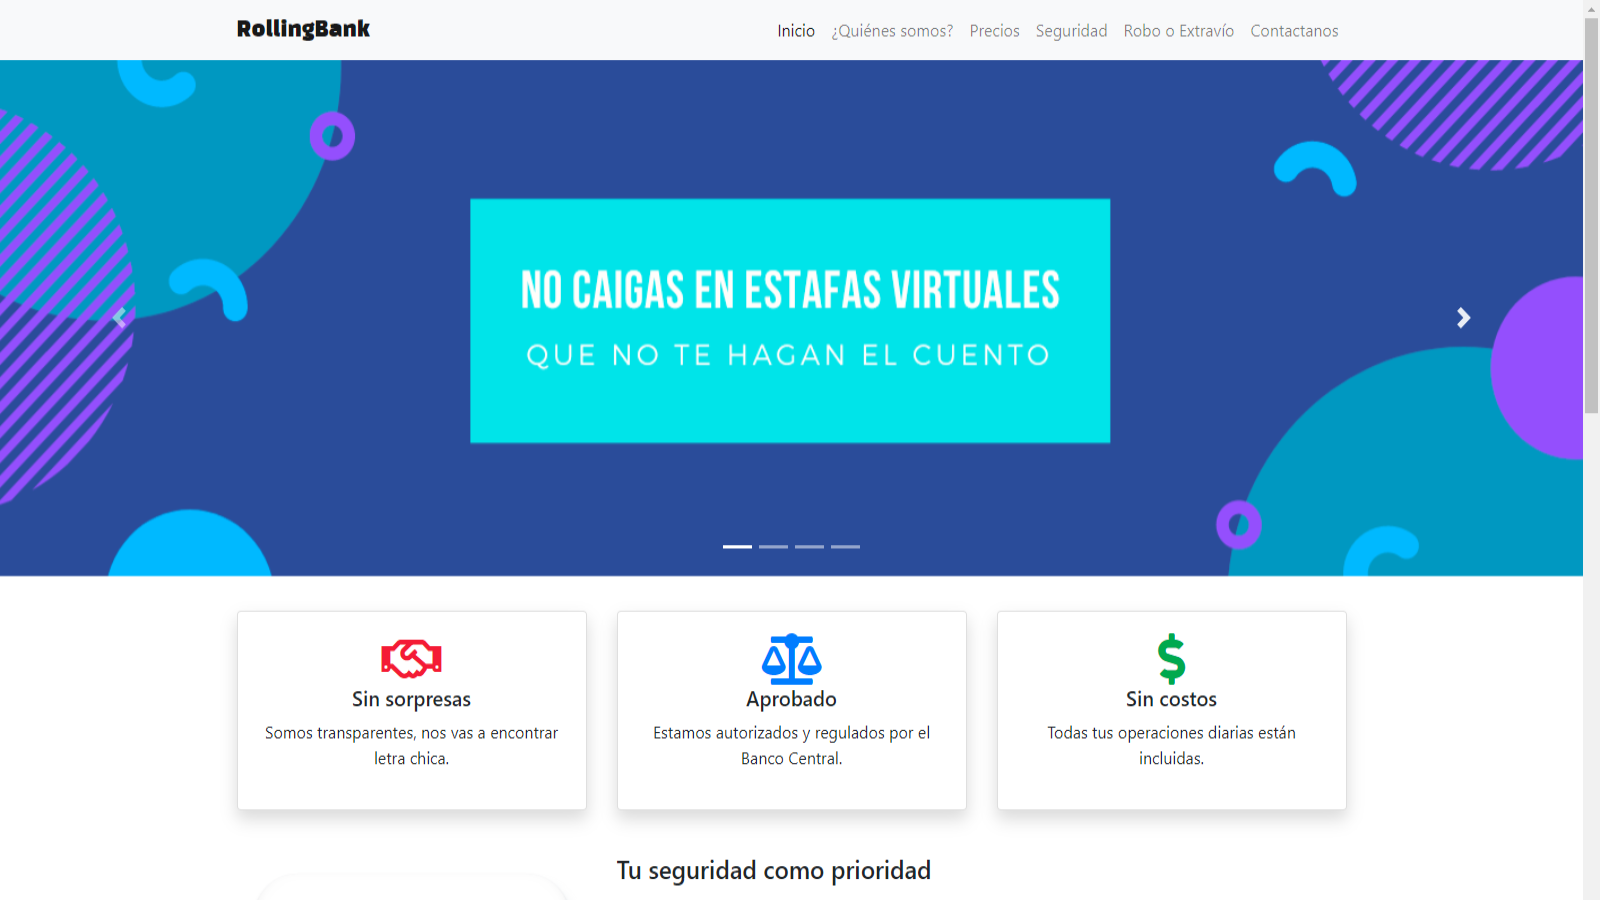 RollingBank
Inicio ¿Quiénes somos? Precios Seguridad Robo o Extravío Contactanos
NO CAIGAS EN ESTAFAS VIRTUALES
QUE NO TE HAGAN EL CUENTO
Sin sorpresas
Somos transparentes, nos vas a encontrar
letra chica.
Aprobado
Estamos autorizados y regulados por el
Banco Central.
Sin costos
Todas tus operaciones diarias están
incluidas.
Tu seguridad como prioridad